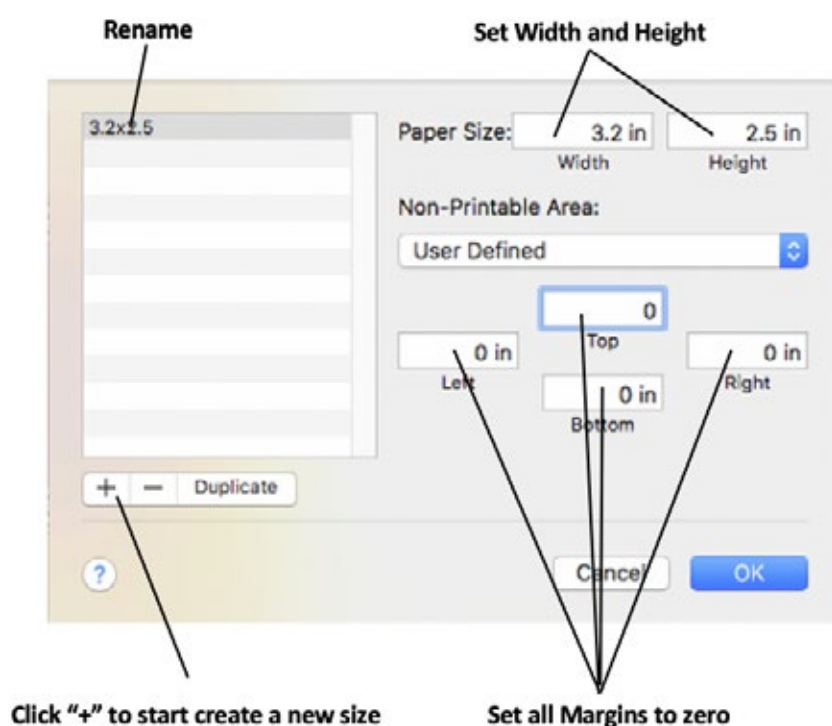 Rename
Set Width and Height
3.2x2.5
Paper Size: 3.2 in 2.5 in
Width Height
Non-Printable Area:
User Defined
0
Top
0 in 0 in
Left Right
0 in
Bottom
+ − Duplicate
? Cancel OK
Click “+” to start create a new size
Set all Margins to zero